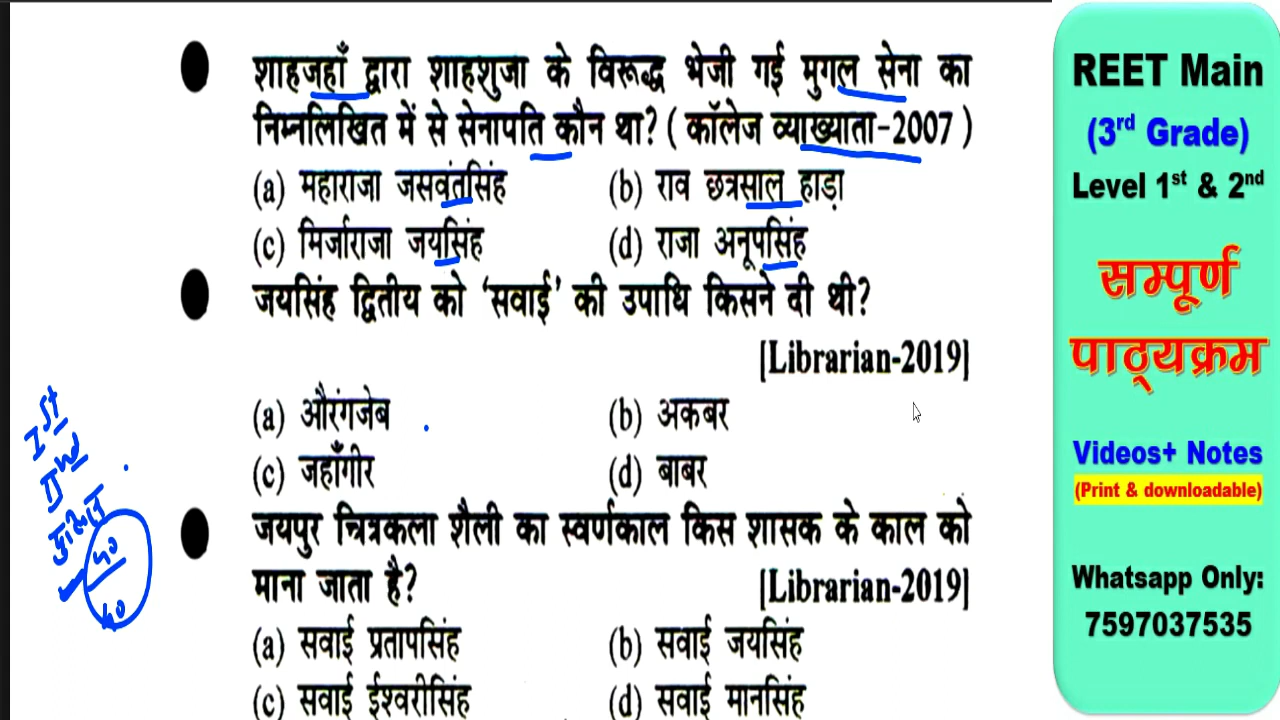 शाहजहाँ द्वारा शाहशुजा के विरूद्ध भेजी गई मुगल सेना का
निम्नलिखित में से सेनापति कौन था? ( कॉलेज व्याख्याता-2007 )
(a) महाराजा जसवंतसिंह (b) राव छत्रसाल हाड़ा
(c) मिर्जाराजा जयसिंह (d) राजा अनूपसिंह
जयसिंह द्वितीय को ‘सवाई’ की उपाधि किसने दी थी?
[Librarian-2019]
(a) औरंगजेब (b) अकबर
(c) जहाँगीर (d) बाबर
जयपुर चित्रकला शैली का स्वर्णकाल किस शासक के काल को
माना जाता है? [Librarian-2019]
(a) सवाई प्रतापसिंह (b) सवाई जयसिंह
(c) सवाई ईश्वरीसिंह (d) सवाई मानसिंह
Ist
IInd
40
REET Main
(3rd Grade)
Level 1st & 2nd
सम्पूर्ण
पाठ्यक्रम
Videos+ Notes
(Print & downloadable)
Whatsapp Only:
7597037535